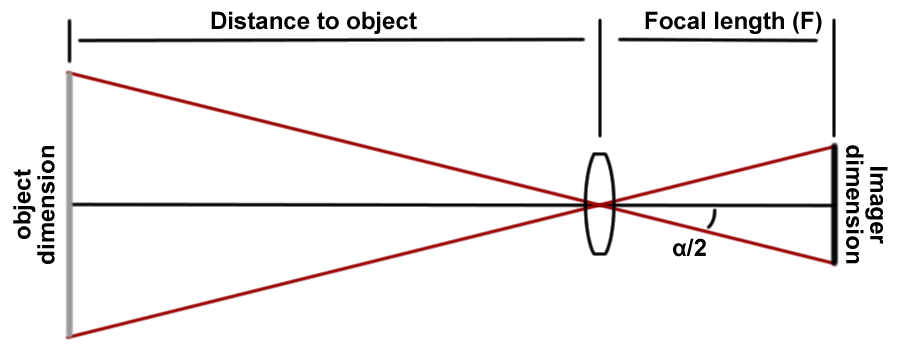 Distance to object
Focal length (F)
object
dimension
Imager
dimension
α/2